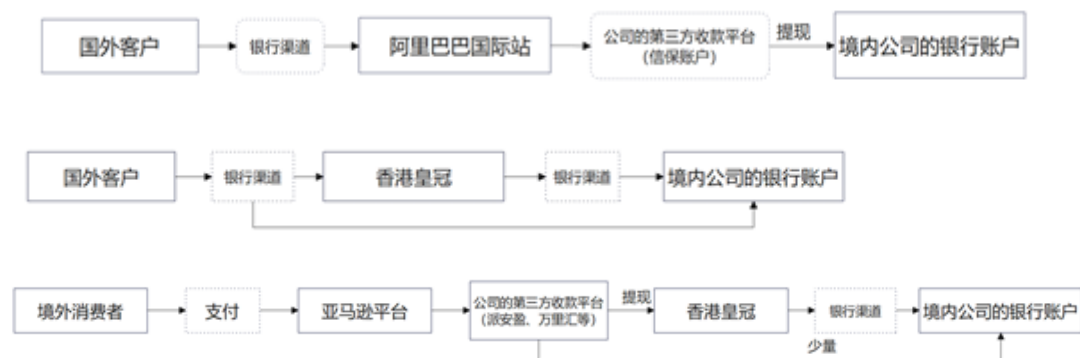 国外客户
银行渠道
阿里巴巴国际站
公司的第三方收款平台
（信保账户）
提现
境内公司的银行账户
国外客户
银行渠道
香港皇冠
银行渠道
境内公司的银行账户
境外消费者
支付
亚马逊平台
公司的第三方收款平台
（派安盈、万里汇等）
提现
香港皇冠
银行渠道
境内公司的银行账户
少量